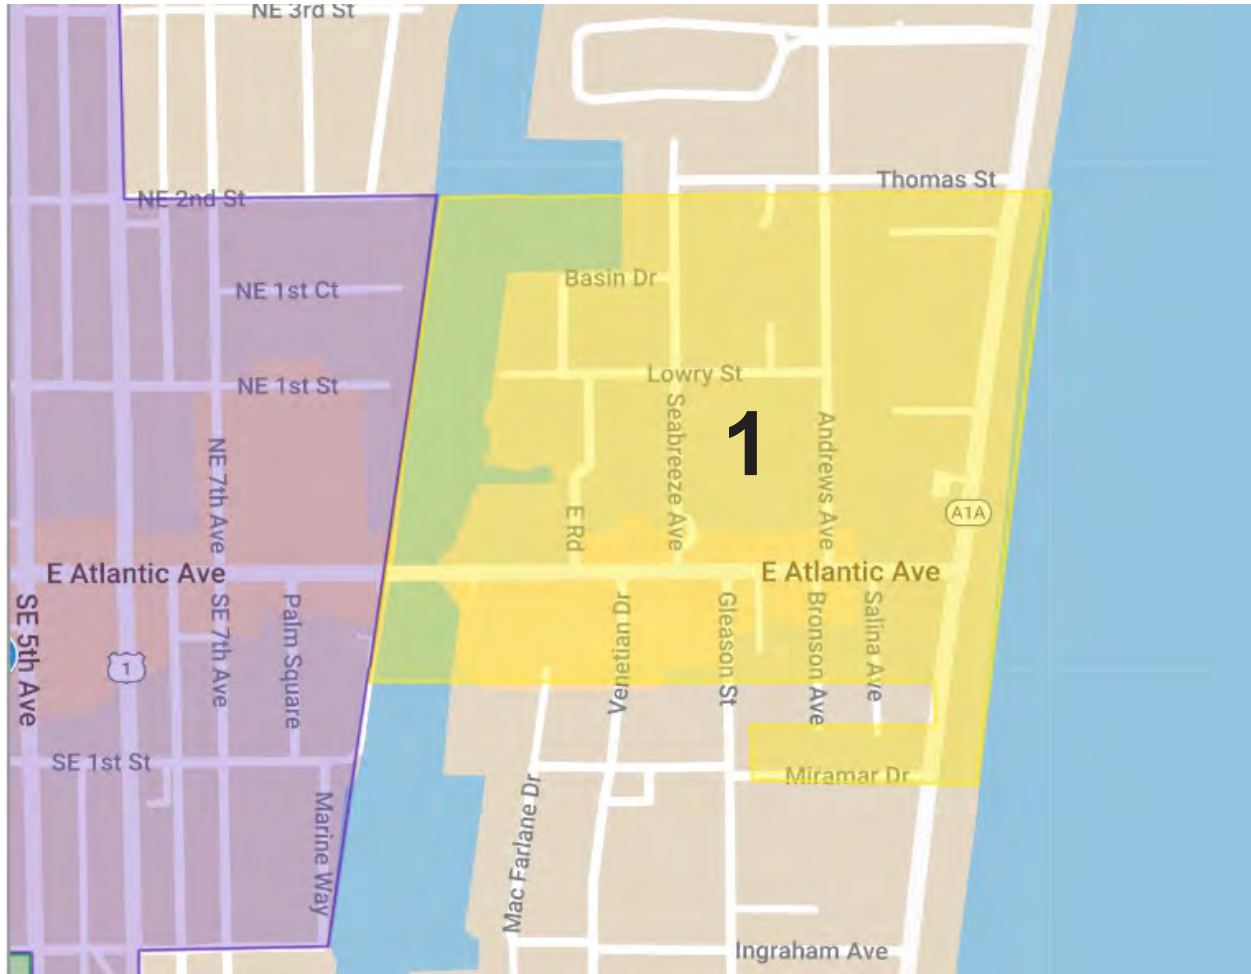 NE 3rd St
Thomas St
NE 2nd St
Basin Dr
NE 1st Ct
Lowry St
NE 1st St
1
Seabreeze Ave
Andrews Ave
NE 7th Ave
E Rd
A1A
E Atlantic Ave
E Atlantic Ave
SE 5th Ave
1
SE 7th Ave
Palm Square
Venetian Dr
Gleason St
Bronson Ave
Salina Ave
SE 1st St
Miramar Dr
Mac Farlane Dr
Marine Way
Ingraham Ave